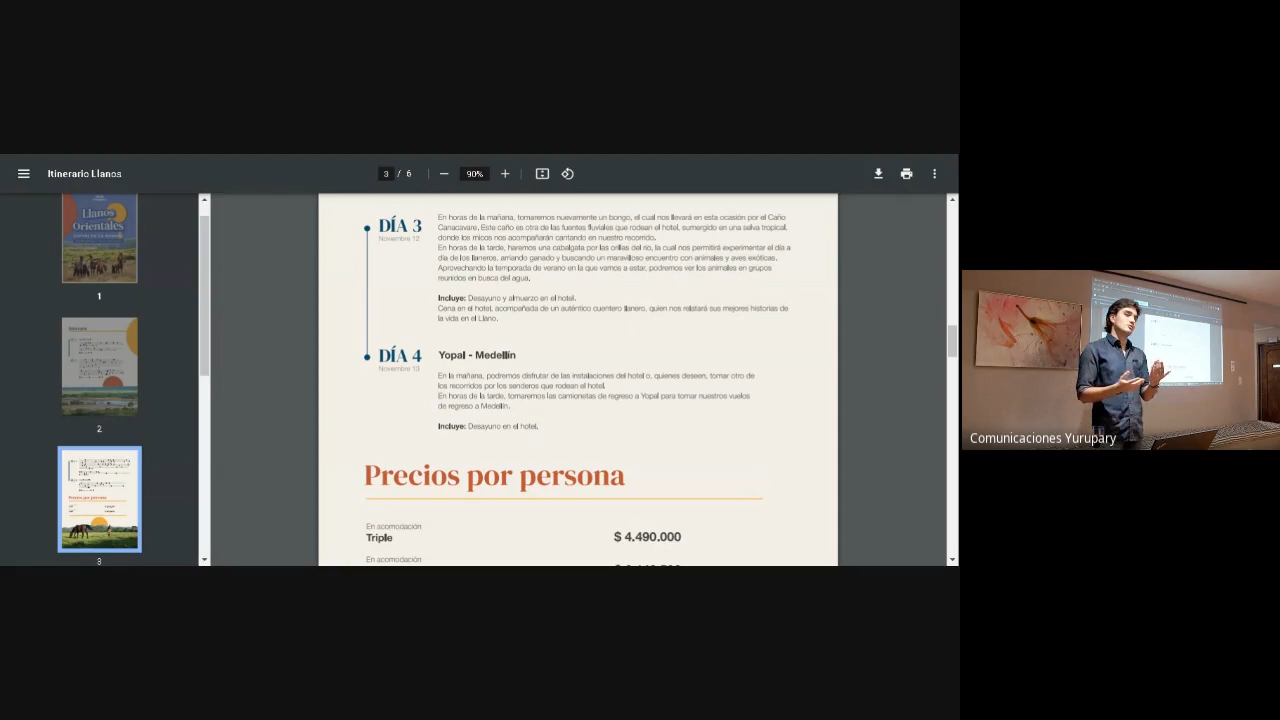 Itinerario Llanos
3 / 6
90%
Llanos
Orientales
1
2
Precios por persona
3
DÍA 3
Noviembre 12
En horas de la mañana, tomaremos nuevamente un bongo, el cual nos llevará en esta ocasión por el Caño
Canacavare. Este caño es otra de las fuentes fluviales que rodean el hotel, sumergido en una selva tropical,
donde los micos nos acompañarán cantando en nuestro recorrido.
En horas de la tarde, haremos una cabalgata por las orillas del río, la cual nos permitirá experimentar el día a
día de los llaneros, arriando ganado y buscando un maravilloso encuentro con animales y aves exóticas.
Aprovechando la temporada de verano en la que vamos a estar, podremos ver los animales en grupos
reunidos en busca del agua.
Incluye: Desayuno y almuerzo en el hotel.
Cena en el hotel, acompañada de un auténtico cuentero llanero, quien nos relatará sus mejores historias de
la vida en el Llano.
DÍA 4
Noviembre 13
Yopal - Medellín
En la mañana, podremos disfrutar de las instalaciones del hotel o, quienes deseen, tomar otro de
los recorridos por los senderos que rodean el hotel.
En horas de la tarde, tomaremos las camionetas de regreso a Yopal para tomar nuestros vuelos
de regreso a Medellín.
Incluye: Desayuno en el hotel.
Precios por persona
En acomodación
Triple
$ 4.490.000
En acomodación
Comunicaciones Yurupary